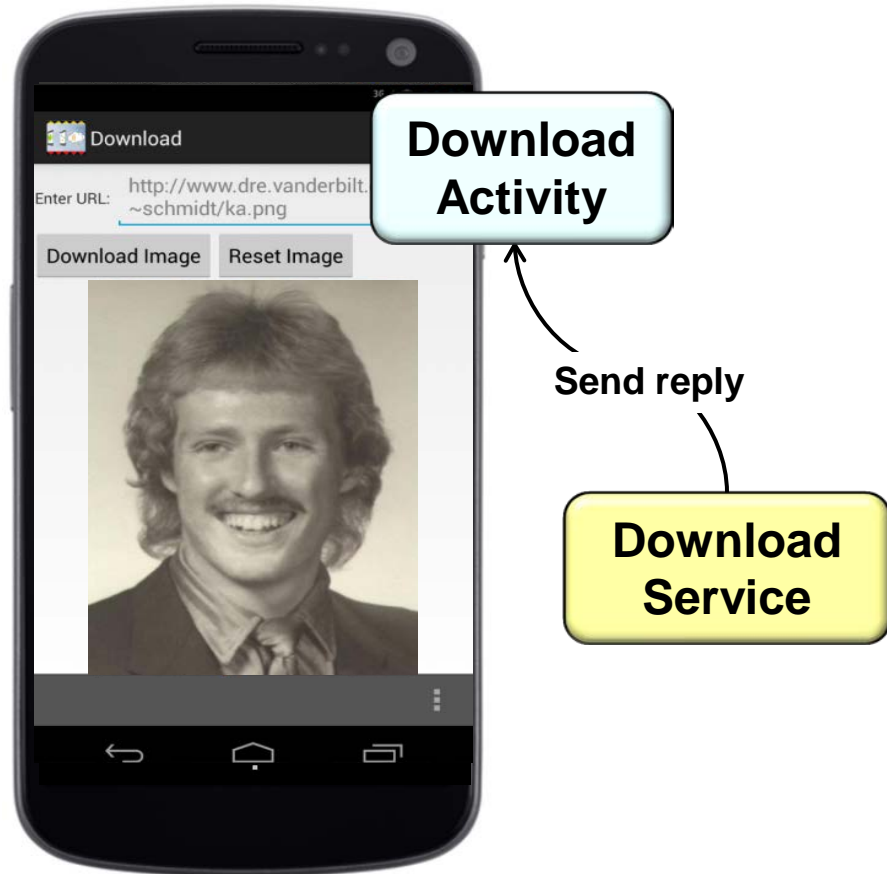 Download
Enter URL:
http://www.dre.vanderbilt.
~schmidt/ka.png
Download Image
Reset Image
Download
Activity
Send reply
Download
Service